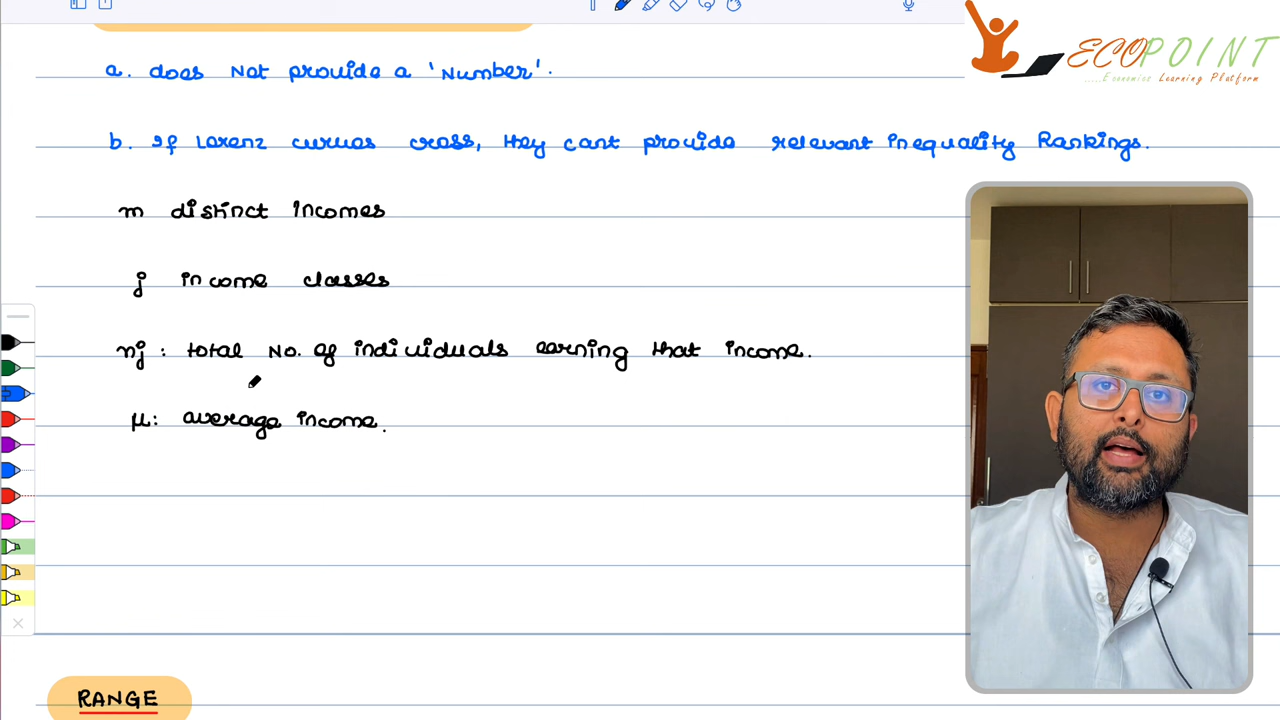 ECOPOINT
.....Economics Learning Platform
a. Does Not provide a 'Number'.
b. If Lorenz curves cross, they cant provide relevant inequality Rankings.
m distinct Incomes
j income classes
nj: total No. of individuals earning that income.
μ: average income.
RANGE